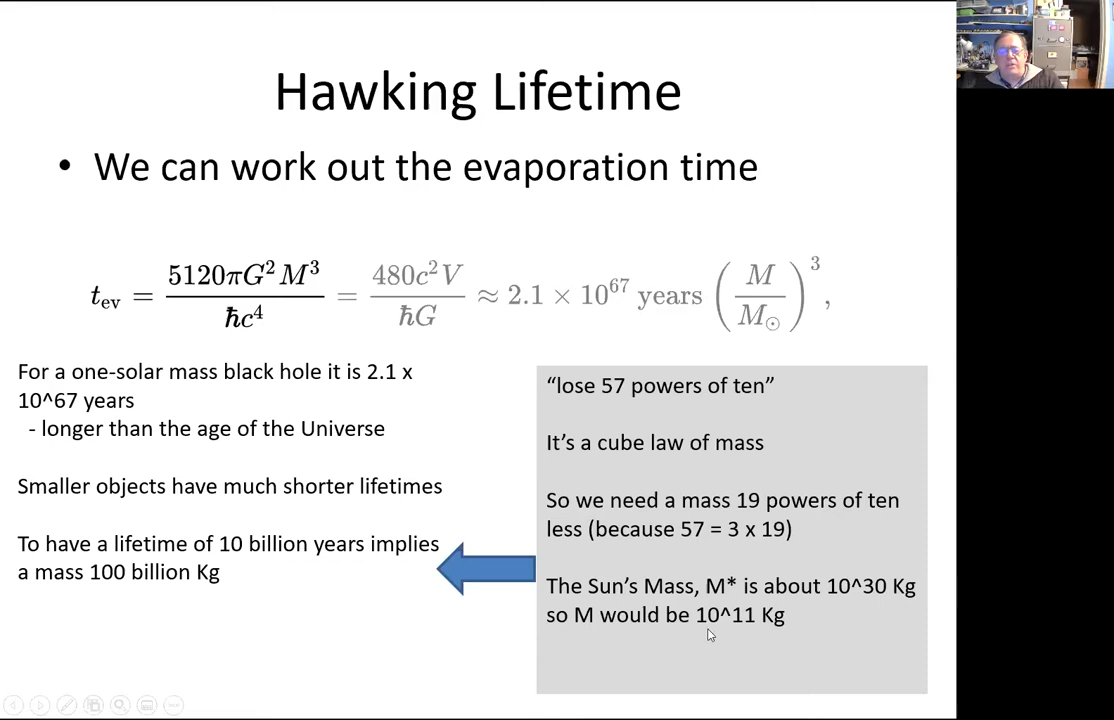 Hawking Lifetime
• We can work out the evaporation time
t_ev = 5120πG²M³/ħc⁴ = 480c²V/ħG ≈ 2.1 × 10⁶⁷ years (M/M☉)³,
For a one-solar mass black hole it is 2.1 x
10^67 years
- longer than the age of the Universe
Smaller objects have much shorter lifetimes
To have a lifetime of 10 billion years implies
a mass 100 billion Kg
“lose 57 powers of ten”
It’s a cube law of mass
So we need a mass 19 powers of ten
less (because 57 = 3 x 19)
The Sun’s Mass, M* is about 10^30 Kg
so M would be 10^11 Kg